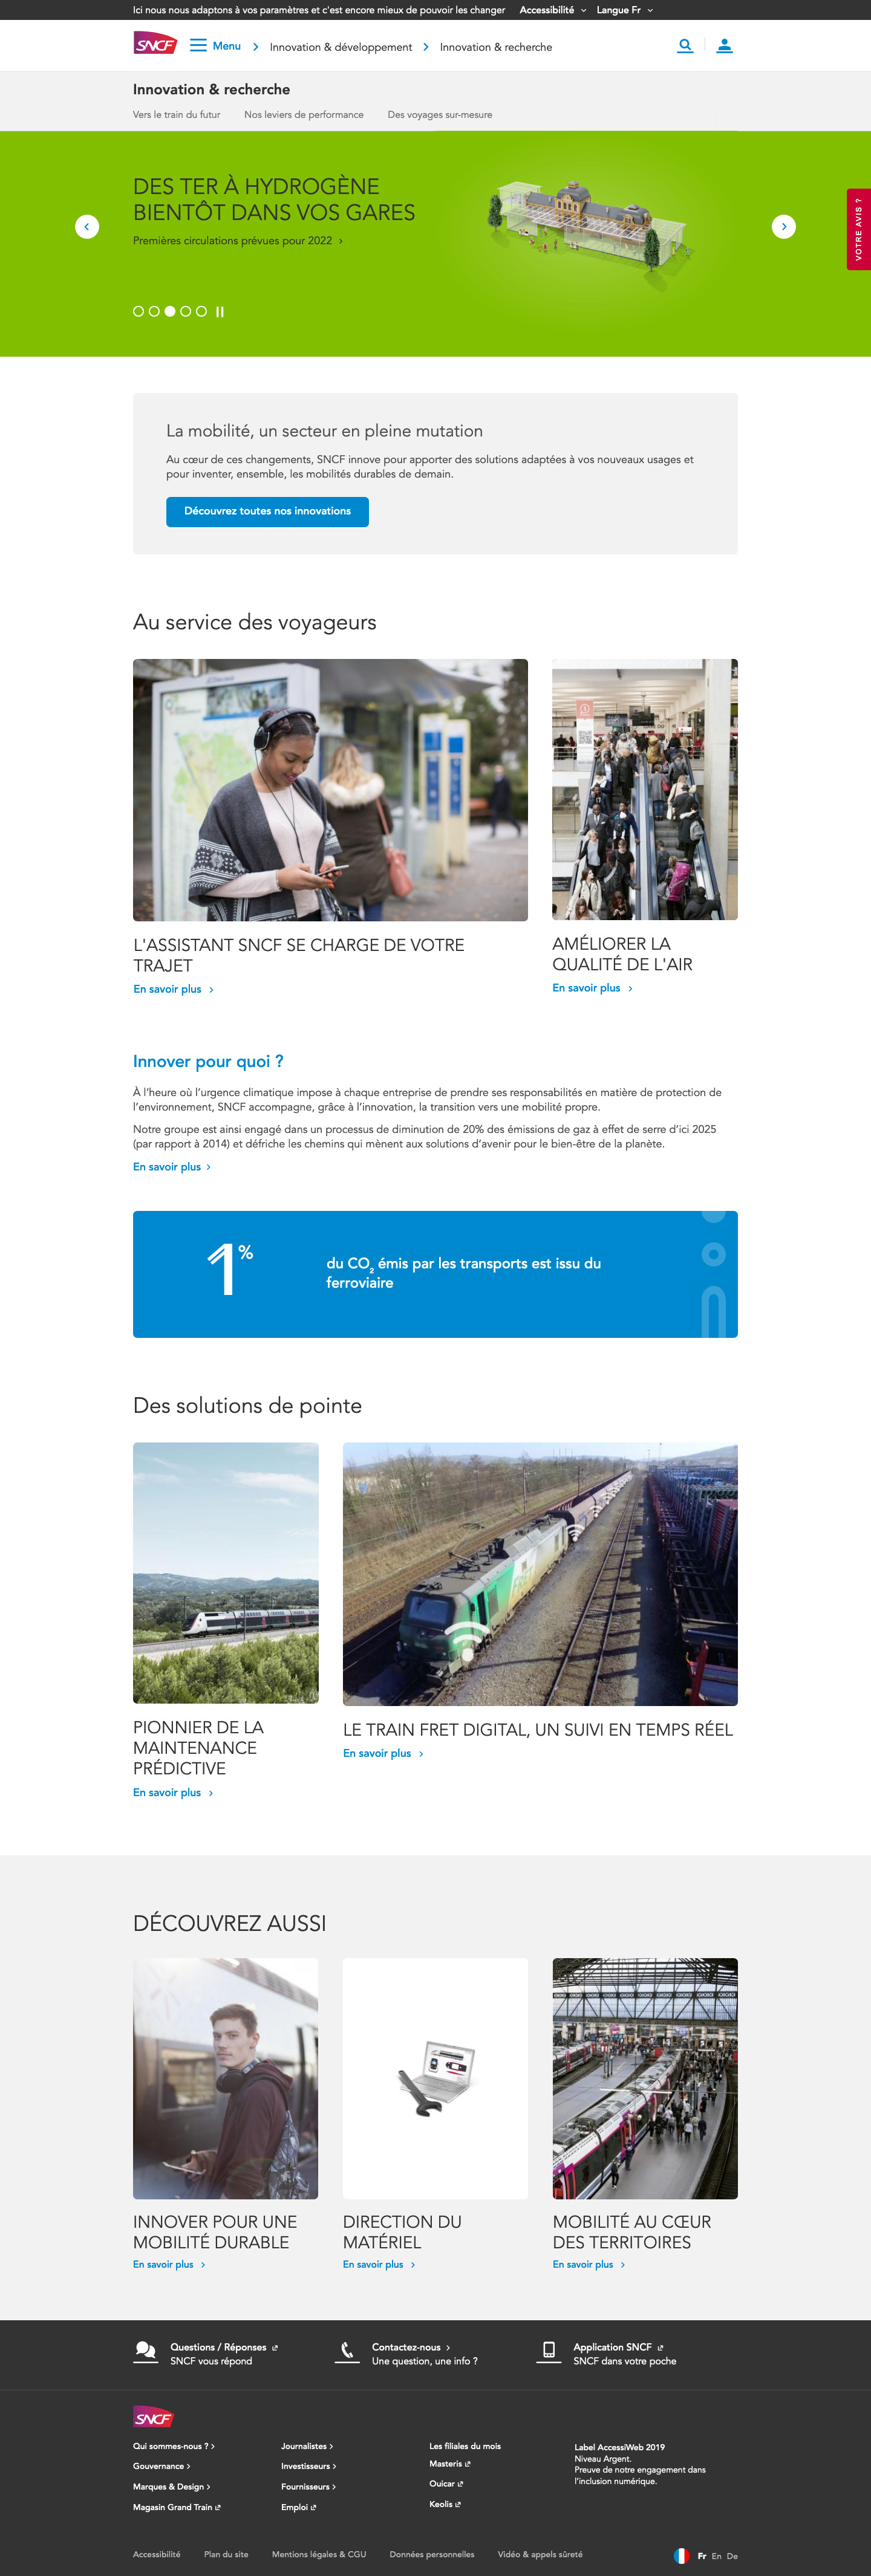 Ici nous nous adaptons à vos paramètres et c'est encore mieux de pouvoir les changer Accessibilité Langue Fr
SNCF Menu Innovation & développement Innovation & recherche
Innovation & recherche
Vers le train du futur Nos leviers de performance Des voyages sur-mesure
DES TER À HYDROGÈNE
BIENTÔT DANS VOS GARES
Premières circulations prévues pour 2022
VOTRE AVIS ?
La mobilité, un secteur en pleine mutation
Au cœur de ces changements, SNCF innove pour apporter des solutions adaptées à vos nouveaux usages et
pour inventer, ensemble, les mobilités durables de demain.
Découvrez toutes nos innovations
Au service des voyageurs
L'ASSISTANT SNCF SE CHARGE DE VOTRE
TRAJET
En savoir plus
AMÉLIORER LA
QUALITÉ DE L'AIR
En savoir plus
Innover pour quoi ?
À l'heure où l'urgence climatique impose à chaque entreprise de prendre ses responsabilités en matière de protection de
l'environnement, SNCF accompagne, grâce à l'innovation, la transition vers une mobilité propre.
Notre groupe est ainsi engagé dans un processus de diminution de 20% des émissions de gaz à effet de serre d'ici 2025
(par rapport à 2014) et défriche les chemins qui mènent aux solutions d'avenir pour le bien-être de la planète.
En savoir plus
1%
du CO2 émis par les transports est issu du
ferroviaire
Des solutions de pointe
PIONNIER DE LA
MAINTENANCE
PRÉDICTIVE
En savoir plus
LE TRAIN FRET DIGITAL, UN SUIVI EN TEMPS RÉEL
En savoir plus
DÉCOUVREZ AUSSI
INNOVER POUR UNE
MOBILITÉ DURABLE
En savoir plus
DIRECTION DU
MATÉRIEL
En savoir plus
MOBILITÉ AU CŒUR
DES TERRITOIRES
En savoir plus
Questions / Réponses
SNCF vous répond
Contactez-nous
Une question, une info ?
Application SNCF
SNCF dans votre poche
SNCF
Qui sommes-nous ?
Gouvernance
Marques & Design
Magasin Grand Train
Journalistes
Investisseurs
Fournisseurs
Emploi
Les filiales du mois
Masteris
Ouicar
Keolis
Label AccessiWeb 2019
Niveau Argent.
Preuve de notre engagement dans
l'inclusion numérique.
Accessibilité Plan du site Mentions légales & CGU Données personnelles Vidéo & appels sûreté Fr En De